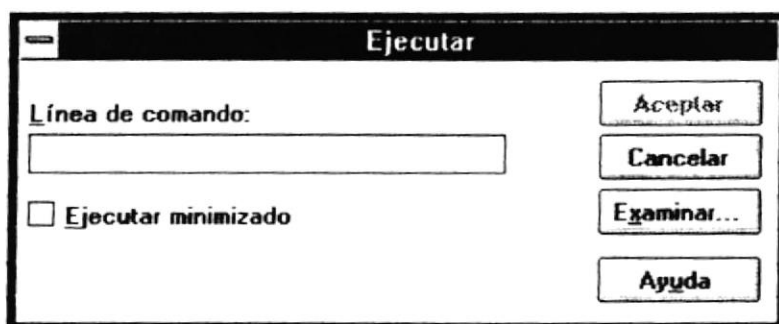 Ejecutar
Línea de comando:
Ejecutar minimizado
Aceptar
Cancelar
Examinar...
Ayuda